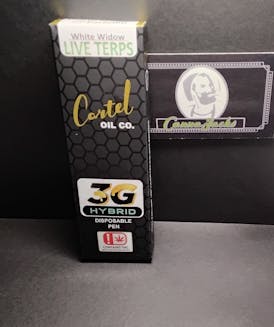 White Widow
LIVE TERPS
Cartel
OIL CO.
3G
HYBRID
DISPOSABLE
PEN